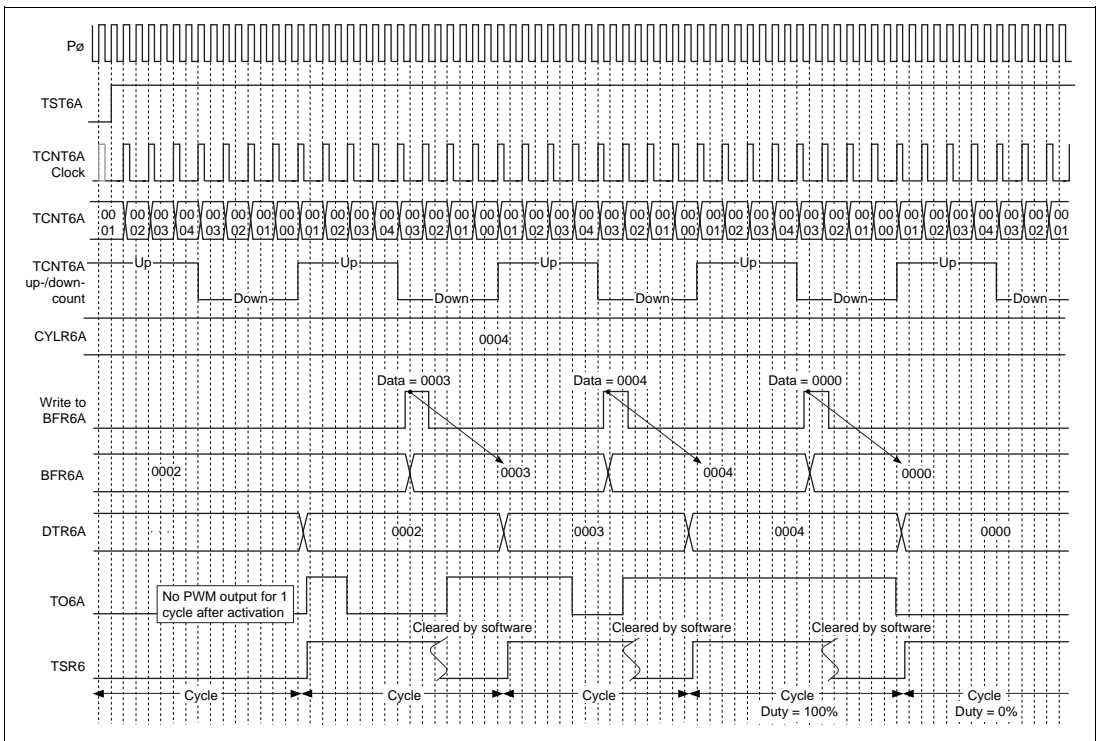 Pø
TST6A
TCNT6A
Clock
TCNT6A
00 00 00 00 00 00 00 00 00 00 00 00 00 00 00 00 00 00 00 00 00 00 00 00 00 00 00 00 00 00 00 00 00 00 00 00 00 00 00
01 02 03 04 03 02 01 00 01 02 03 04 03 02 01 00 01 02 03 04 03 02 01 00 01 02 03 04 03 02 01 00 01 02 03 04 03 02 01
TCNT6A
up-/down-
count
Up Up Up Up Up
Down Down Down Down Down
CYLR6A
0004
Data = 0003 Data = 0004 Data = 0000
Write to
BFR6A
BFR6A
0002 0003 0004 0000
DTR6A
0002 0003 0004 0000
TO6A
No PWM output for 1
cycle after activation
Cleared by software Cleared by software Cleared by software
TSR6
Cycle Cycle Cycle Cycle Cycle
Duty = 100% Duty = 0%